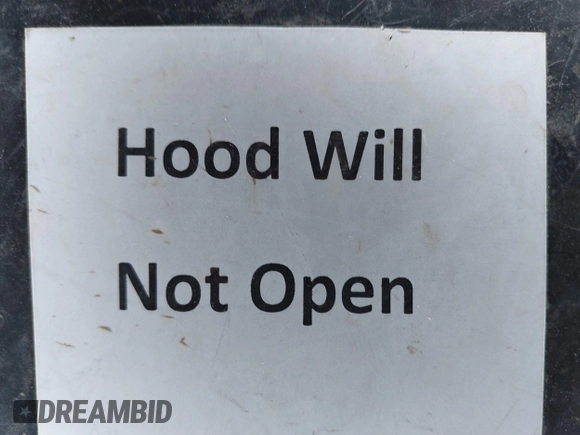 Hood Will
Not Open
DREAMBID